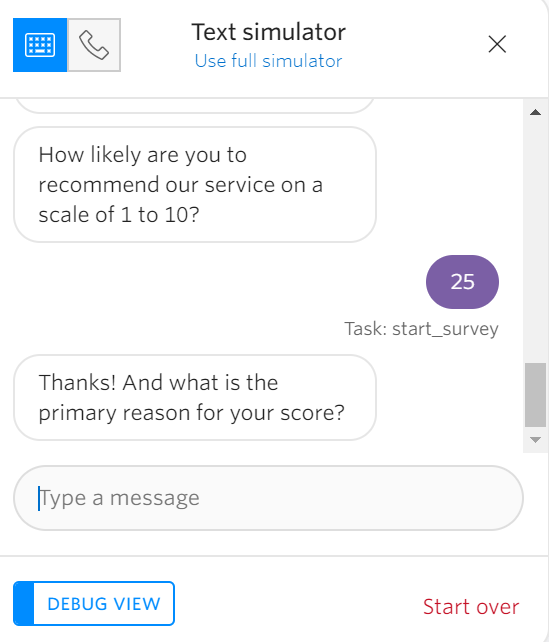 Text simulator
Use full simulator
How likely are you to
recommend our service on a
scale of 1 to 10?
25
Task: start_survey
Thanks! And what is the
primary reason for your score?
Type a message
DEBUG VIEW
Start over